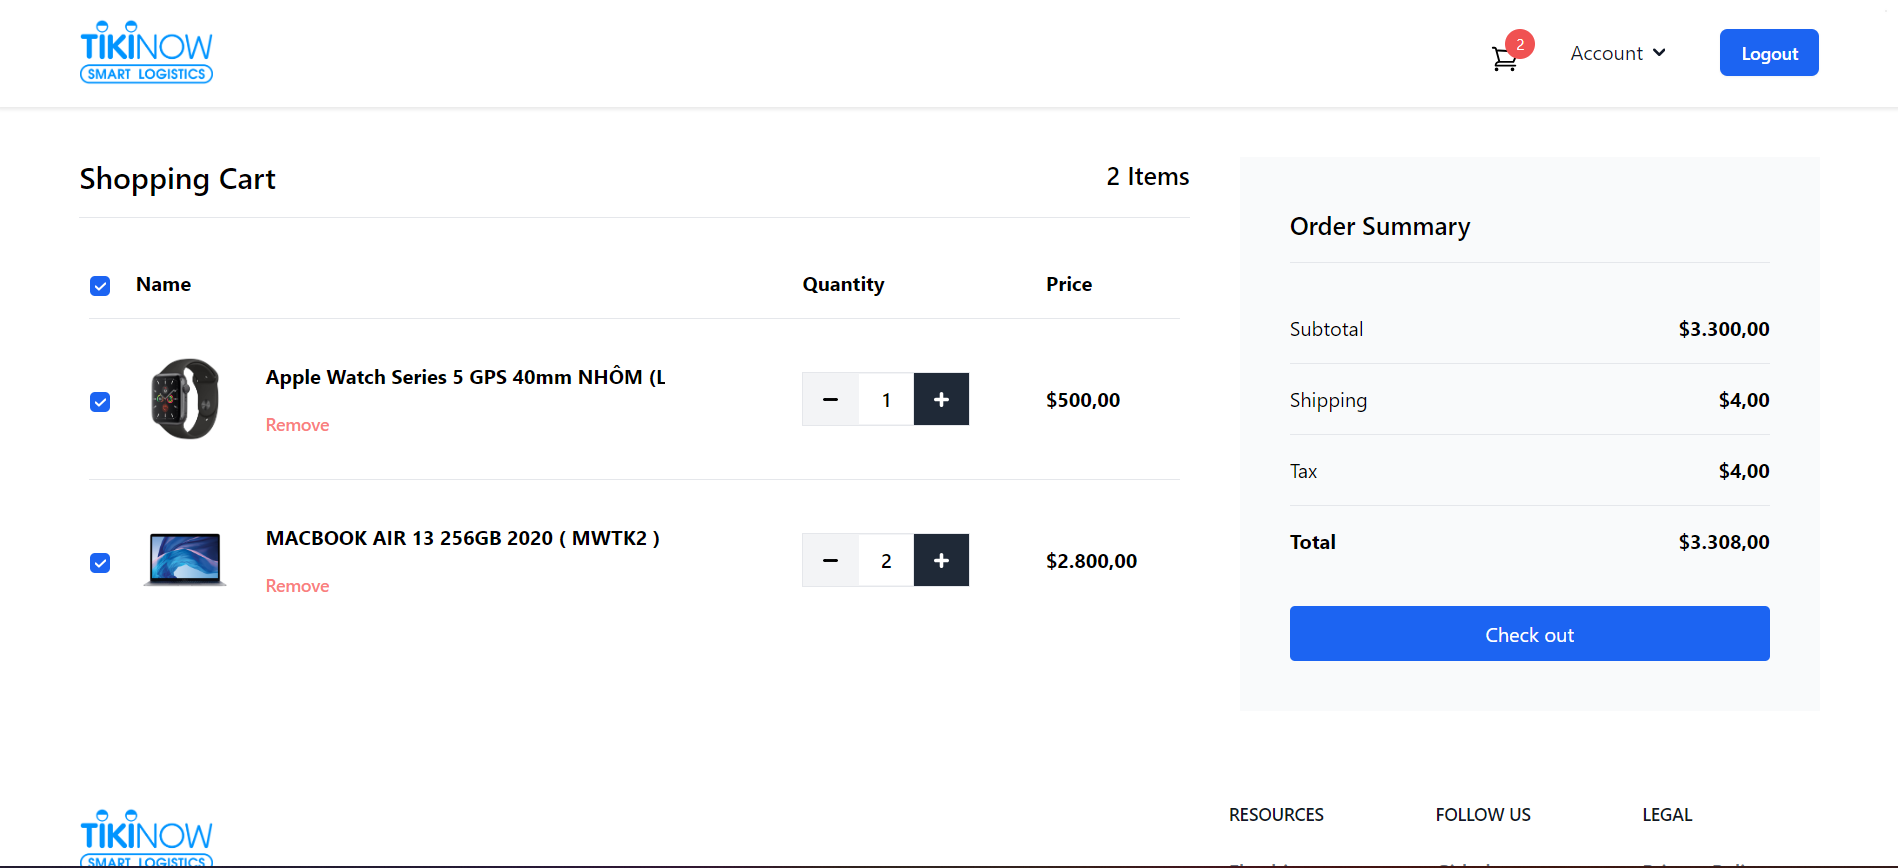 TIKINOW
SMART LOGISTICS
2
Account
Logout
Shopping Cart
2 Items
Name
Quantity
Price
Apple Watch Series 5 GPS 40mm NHÔM (L
Remove
1
$500,00
MACBOOK AIR 13 256GB 2020 ( MWTK2 )
Remove
2
$2.800,00
Order Summary
Subtotal
$3.300,00
Shipping
$4,00
Tax
$4,00
Total
$3.308,00
Check out
TIKINOW
SMART LOGISTICS
RESOURCES
FOLLOW US
LEGAL